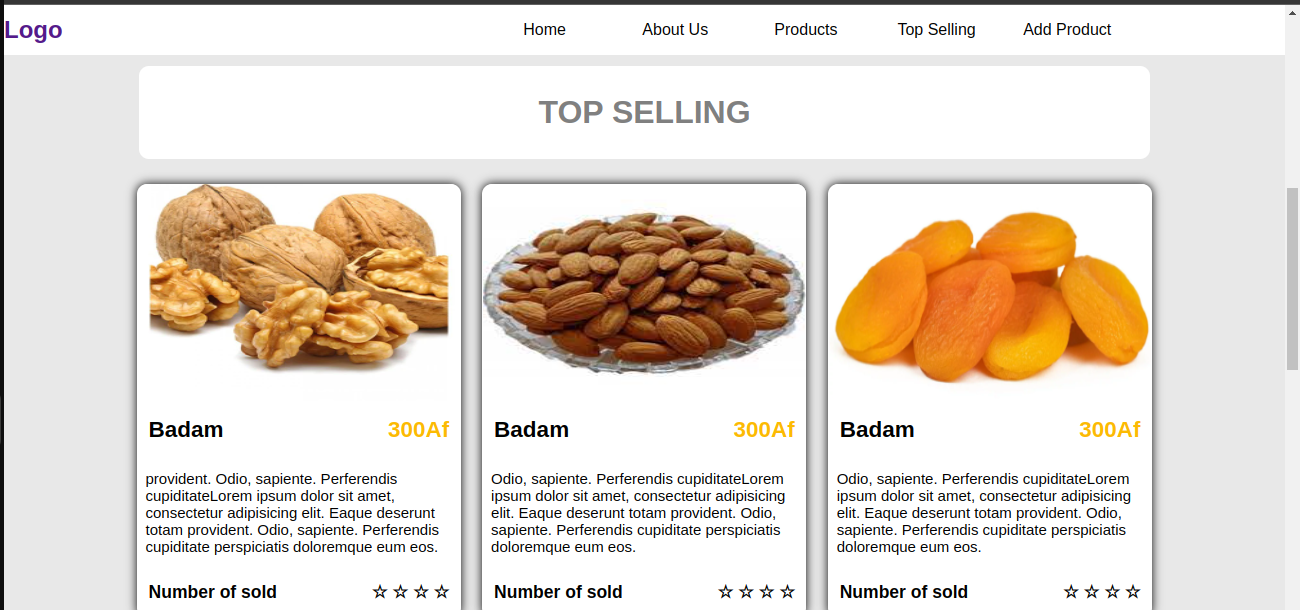 Logo Home About Us Products Top Selling Add Product
TOP SELLING
Badam 300Af
provident. Odio, sapiente. Perferendis
cupiditateLorem ipsum dolor sit amet,
consectetur adipisicing elit. Eaque deserunt
totam provident. Odio, sapiente. Perferendis
cupiditate perspiciatis doloremque eum eos.
Number of sold ☆ ☆ ☆ ☆
Badam 300Af
Odio, sapiente. Perferendis cupiditateLorem
ipsum dolor sit amet, consectetur adipisicing
elit. Eaque deserunt totam provident. Odio,
sapiente. Perferendis cupiditate perspiciatis
doloremque eum eos.
Number of sold ☆ ☆ ☆ ☆
Badam 300Af
Odio, sapiente. Perferendis cupiditateLorem
ipsum dolor sit amet, consectetur adipisicing
elit. Eaque deserunt totam provident. Odio,
sapiente. Perferendis cupiditate perspiciatis
doloremque eum eos.
Number of sold ☆ ☆ ☆ ☆